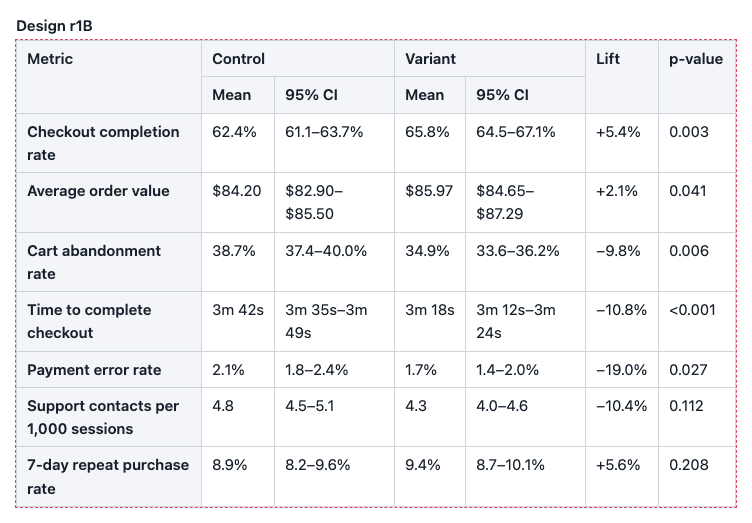 Design r1B
Metric Control Variant Lift p-value
Mean 95% CI Mean 95% CI
Checkout completion 62.4% 61.1–63.7% 65.8% 64.5–67.1% +5.4% 0.003
rate
Average order value $84.20 $82.90– $85.97 $84.65– +2.1% 0.041
$85.50 $87.29
Cart abandonment 38.7% 37.4–40.0% 34.9% 33.6–36.2% −9.8% 0.006
rate
Time to complete 3m 42s 3m 35s–3m 3m 18s 3m 12s–3m −10.8% <0.001
checkout 49s 24s
Payment error rate 2.1% 1.8–2.4% 1.7% 1.4–2.0% −19.0% 0.027
Support contacts per 4.8 4.5–5.1 4.3 4.0–4.6 −10.4% 0.112
1,000 sessions
7-day repeat purchase 8.9% 8.2–9.6% 9.4% 8.7–10.1% +5.6% 0.208
rate